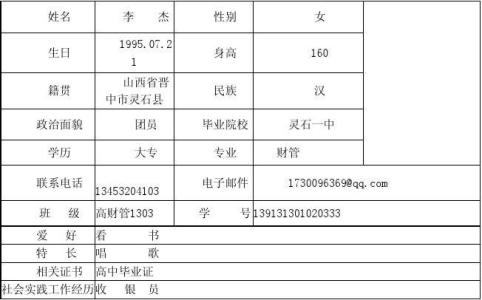 姓名 李 杰 性别 女
生日 1995.07.2 身高 160
1
籍贯 山西省晋 民族 汉
中市灵石县
政治面貌 团员 毕业院校 灵石一中
学历 大专 专业 财管
联系电话 13453204103 电子邮件 1730096369@qq.com
班 级 高财管1303 学 号 139131301020333
爱 好 看 书
特 长 唱 歌
相关证书 高中毕业证
社会实践工作经历 收 银 员